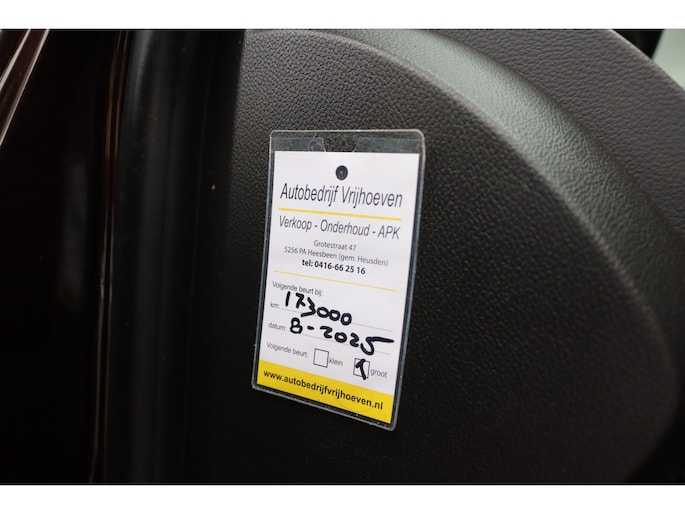 Autobedrijf Vrijhoeven
Verkoop - Onderhoud - APK
Grotestraat 47
5256 PA Heesbeen (gem. Heusden)
tel: 0416-66 25 16
Volgende beurt bij:
km: 173000
datum: 8-2025
Volgende beurt: klein groot
www.autobedrijfvrijhoeven.nl